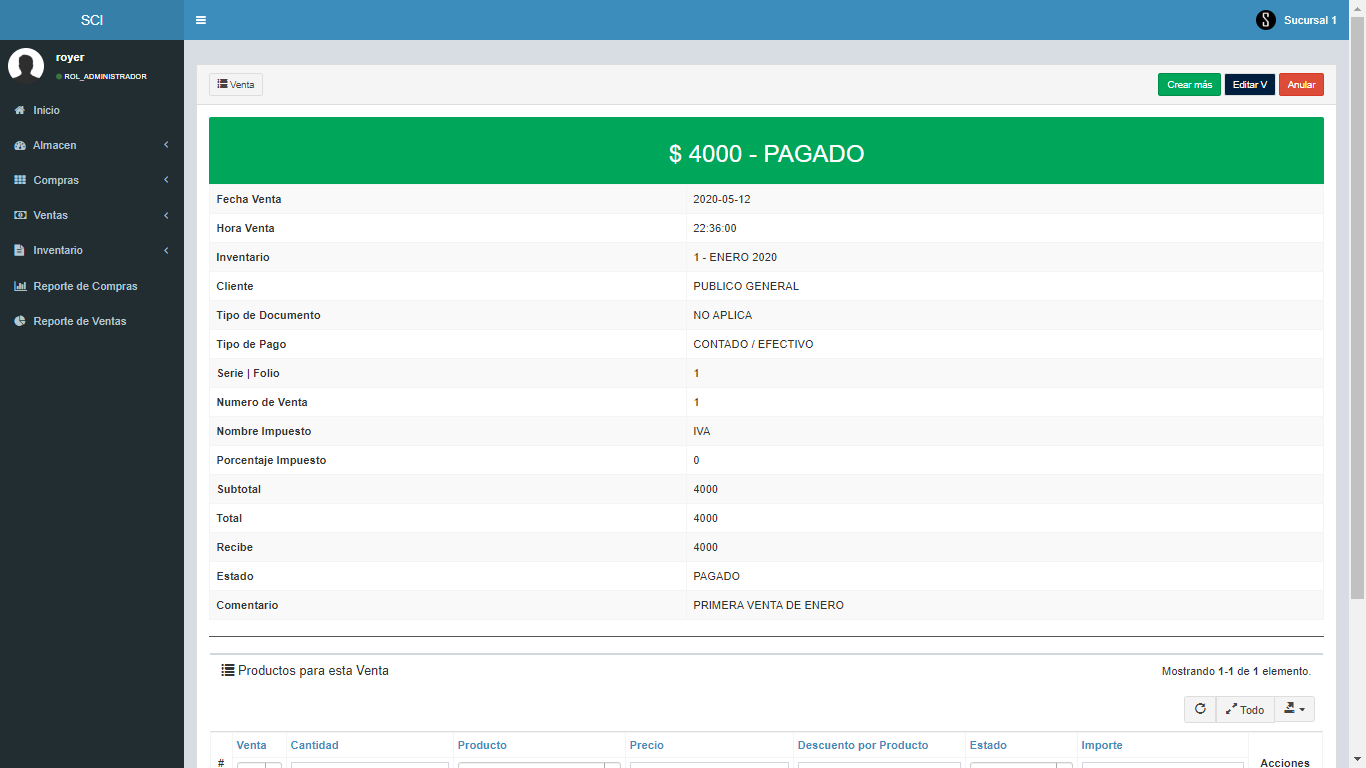 SCI
Sucursal 1
royer
ROL_ADMINISTRADOR
Inicio
Almacen
Compras
Ventas
Inventario
Reporte de Compras
Reporte de Ventas
Venta
Crear más
Editar V
Anular
$ 4000 - PAGADO
Fecha Venta 2020-05-12
Hora Venta 22:36:00
Inventario 1 - ENERO 2020
Cliente PUBLICO GENERAL
Tipo de Documento NO APLICA
Tipo de Pago CONTADO / EFECTIVO
Serie | Folio 1
Numero de Venta 1
Nombre Impuesto IVA
Porcentaje Impuesto 0
Subtotal 4000
Total 4000
Recibe 4000
Estado PAGADO
Comentario PRIMERA VENTA DE ENERO
Productos para esta Venta
Mostrando 1-1 de 1 elemento.
Todo
# Venta Cantidad Producto Precio Descuento por Producto Estado Importe Acciones